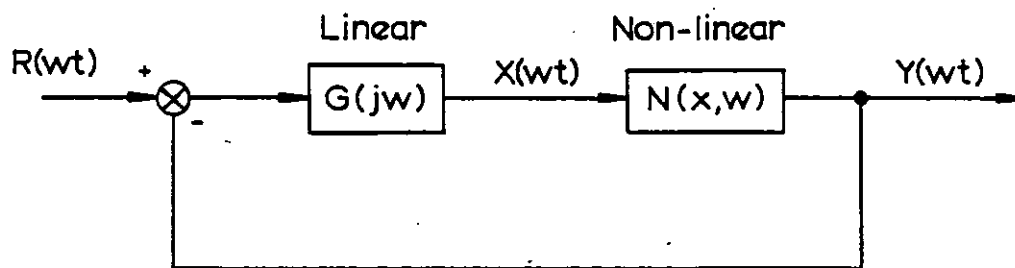 Linear Non-linear
R(wt) + X(wt) Y(wt)
G(jw) N(x,w)
-